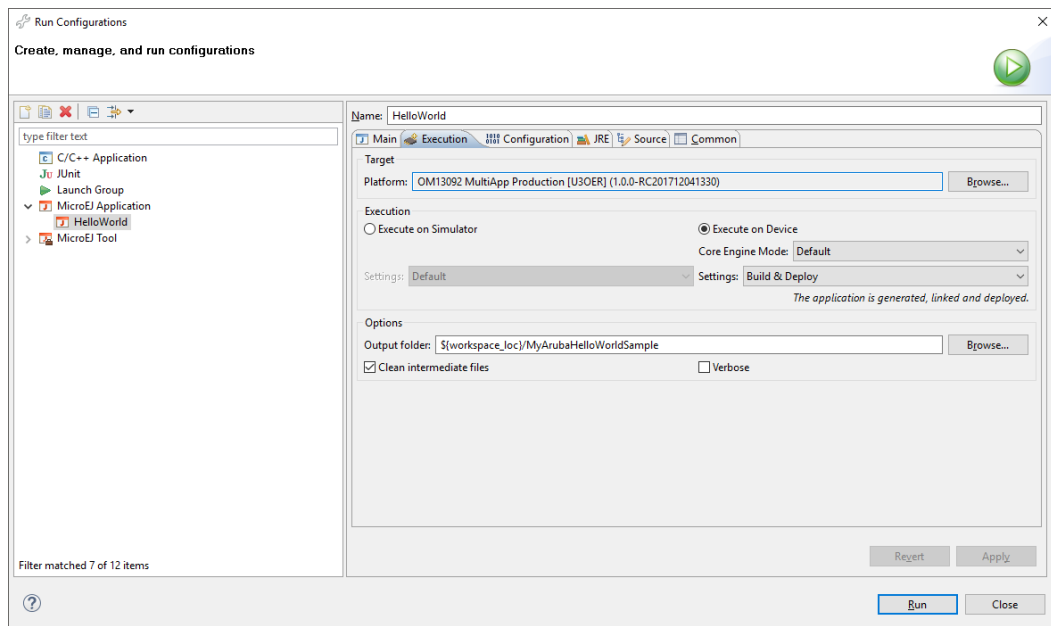 Run Configurations
Create, manage, and run configurations
type filter text
C/C++ Application
JUnit
Launch Group
MicroEJ Application
HelloWorld
MicroEJ Tool
Filter matched 7 of 12 items
Name: HelloWorld
Main Execution Configuration JRE Source Common
Target
Platform: OM13092 MultiApp Production [U3OER] (1.0.0-RC201712041330) Browse...
Execution
Execute on Simulator Execute on Device
Core Engine Mode: Default
Settings: Default Settings: Build & Deploy
The application is generated, linked and deployed.
Options
Output folder: ${workspace_loc}/MyArubaHelloWorldSample Browse...
Clean intermediate files Verbose
Revert Apply
Run Close